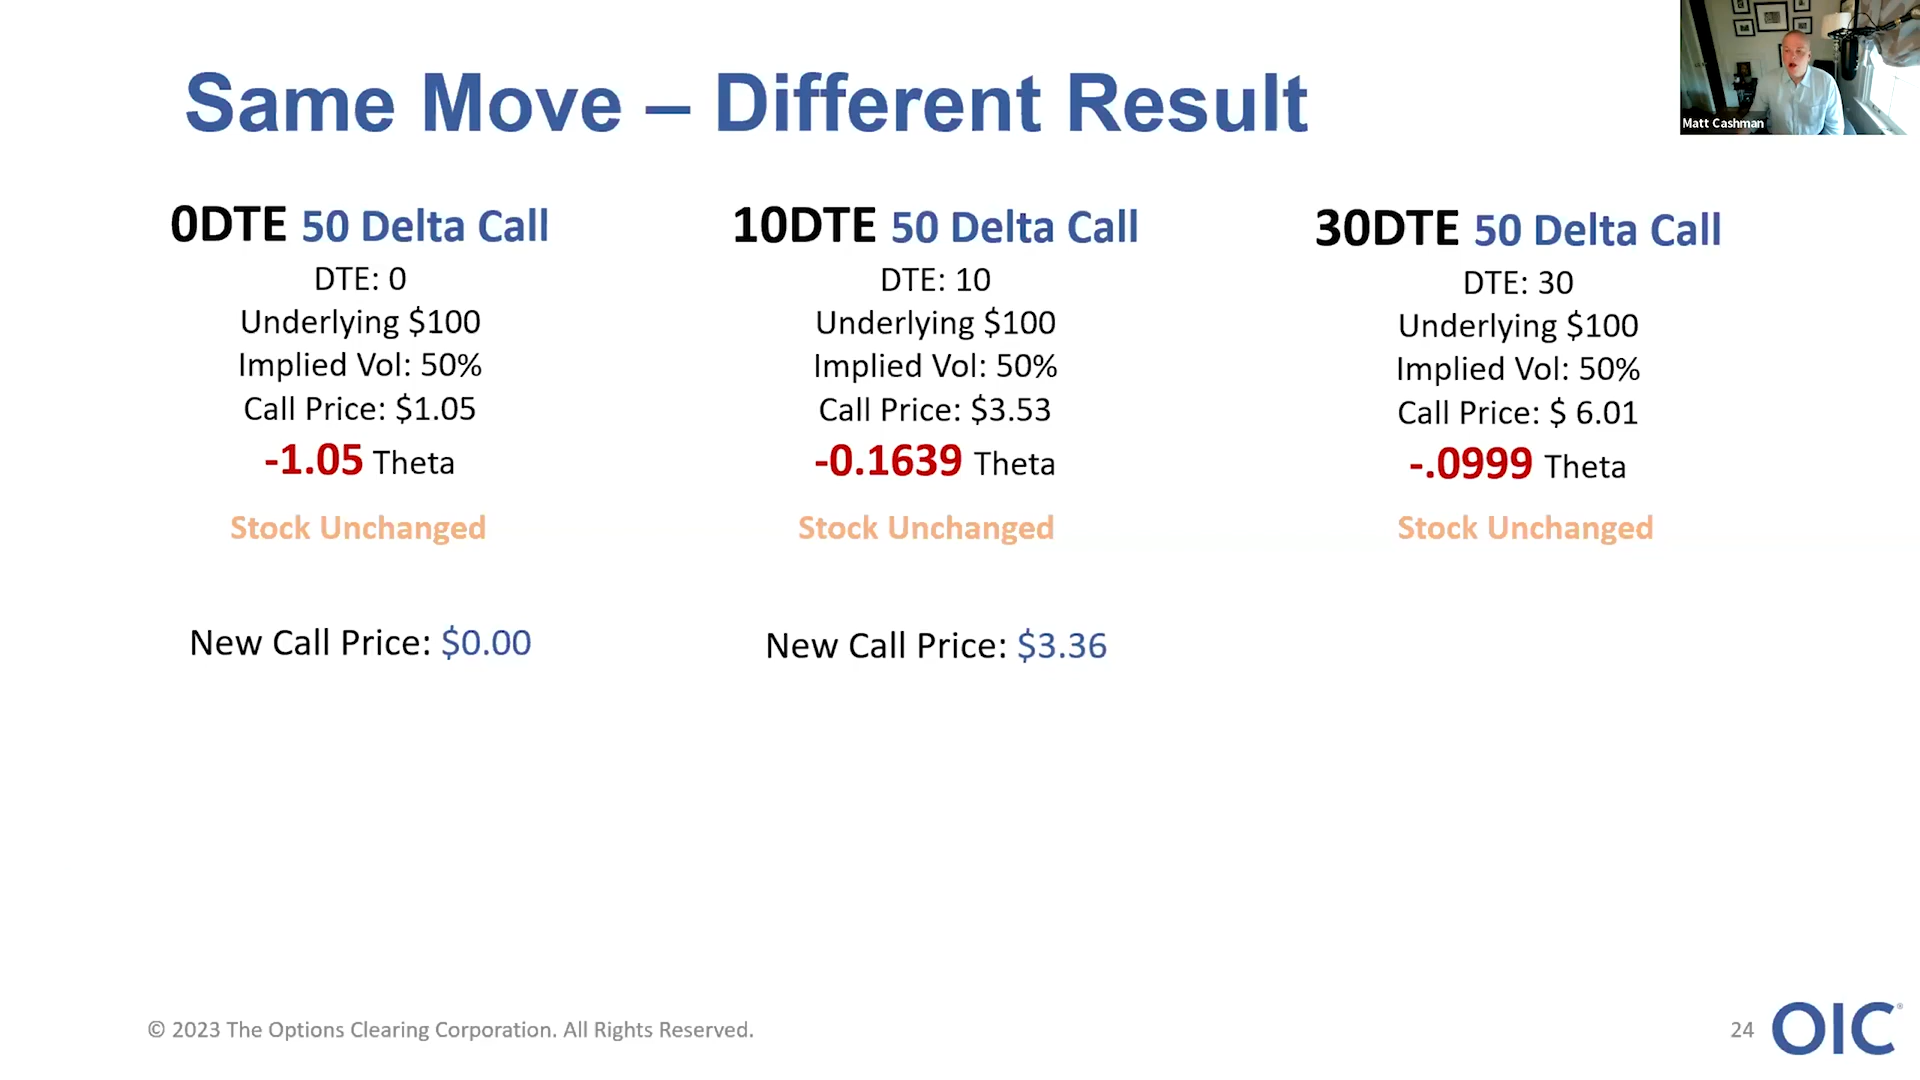 Matt Cashman
Same Move – Different Result
0DTE 50 Delta Call
DTE: 0
Underlying $100
Implied Vol: 50%
Call Price: $1.05
-1.05 Theta
Stock Unchanged
New Call Price: $0.00
10DTE 50 Delta Call
DTE: 10
Underlying $100
Implied Vol: 50%
Call Price: $3.53
-0.1639 Theta
Stock Unchanged
New Call Price: $3.36
30DTE 50 Delta Call
DTE: 30
Underlying $100
Implied Vol: 50%
Call Price: $ 6.01
-.0999 Theta
Stock Unchanged
© 2023 The Options Clearing Corporation. All Rights Reserved.
24
OIC®